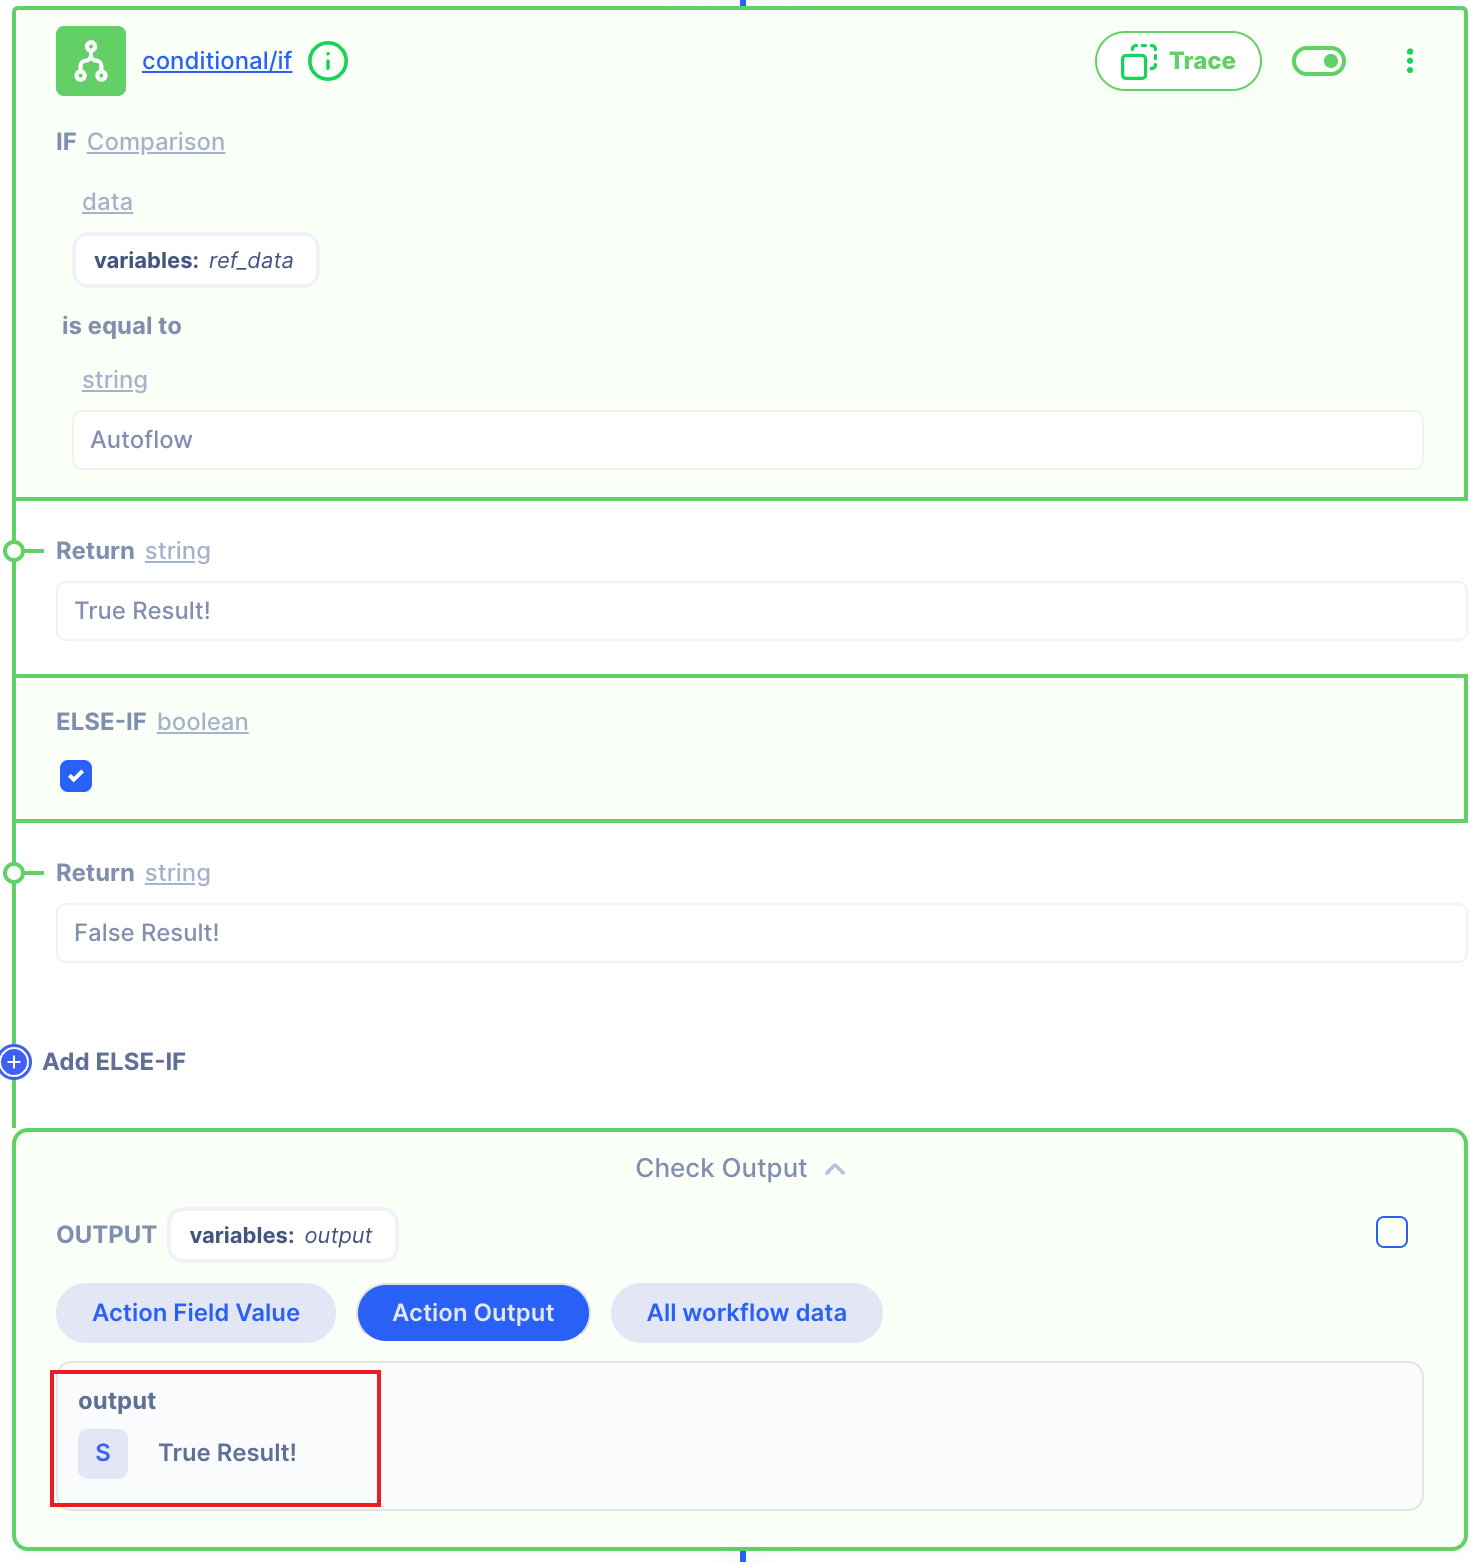 conditional/if
Trace
IF Comparison
data
variables: ref_data
is equal to
string
Autoflow
Return string
True Result!
ELSE-IF boolean
Return string
False Result!
Add ELSE-IF
Check Output
OUTPUT variables: output
Action Field Value Action Output All workflow data
output
S True Result!